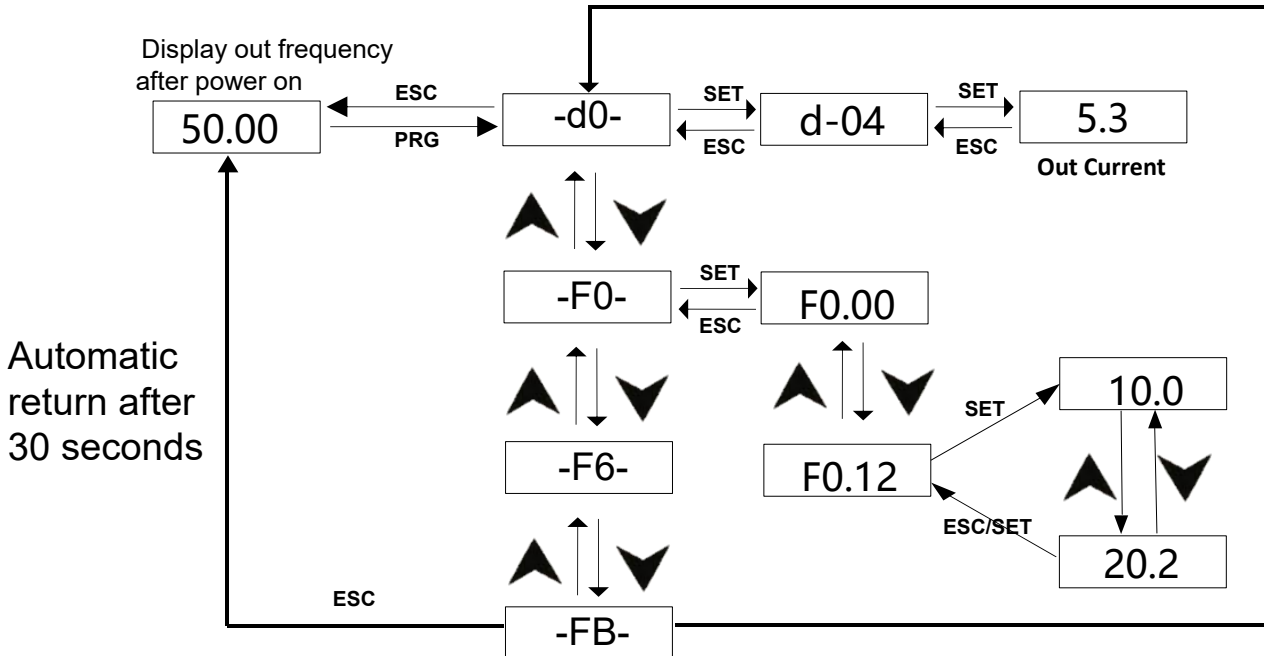 Display out frequency
after power on
50.00
ESC
PRG
-d0-
SET
ESC
d-04
SET
ESC
5.3
Out Current
-F0-
SET
ESC
F0.00
Automatic
return after
30 seconds
-F6-
F0.12
SET
ESC/SET
10.0
20.2
ESC
-FB-